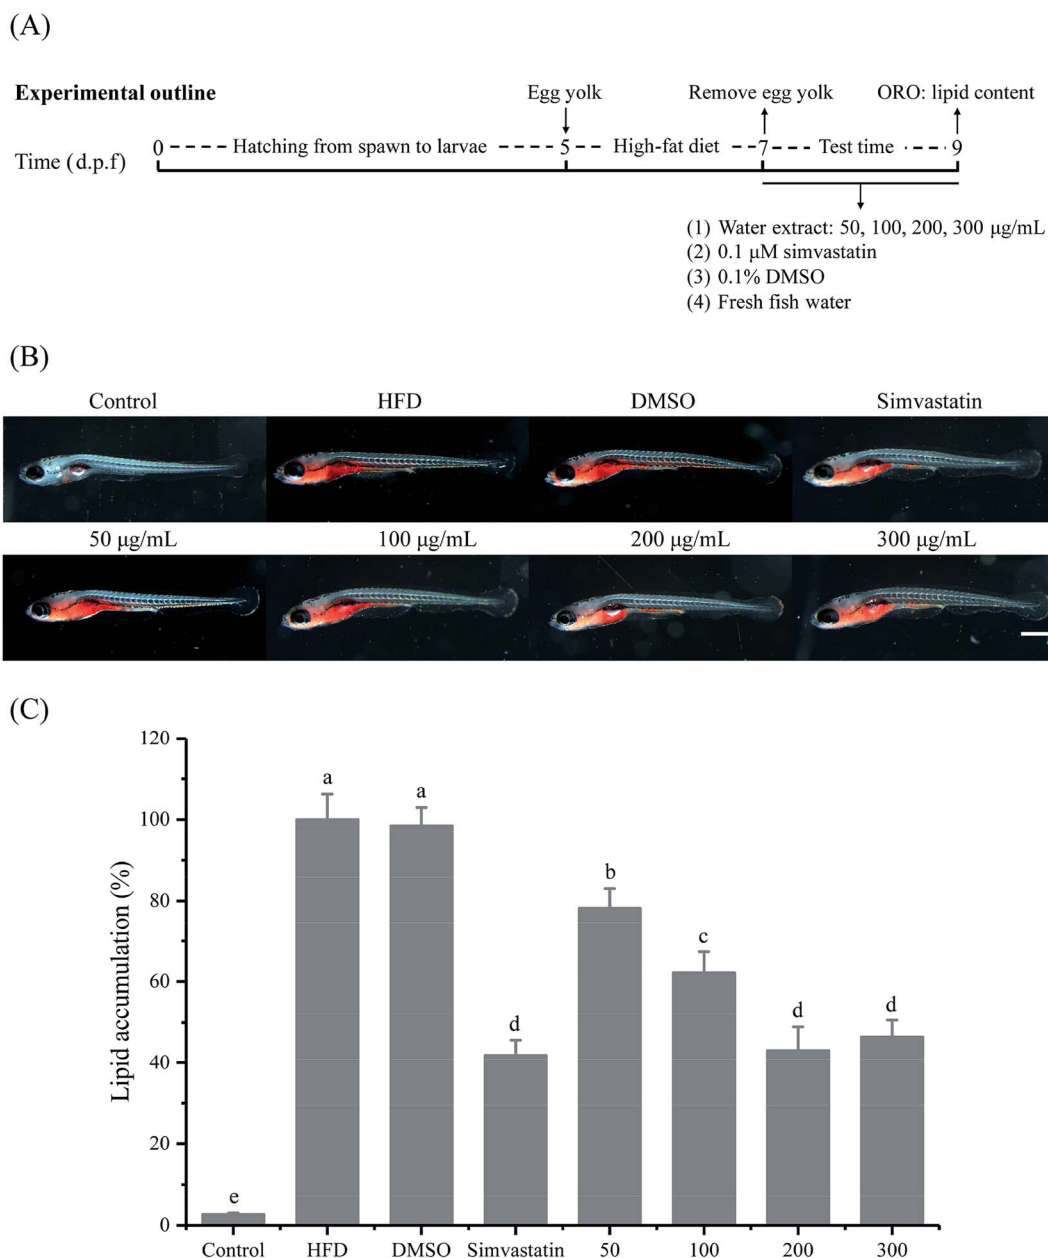 (A)
Experimental outline
Egg yolk Remove egg yolk ORO: lipid content
Time (d.p.f) 0 Hatching from spawn to larvae 5 High-fat diet 7 Test time 9
(1) Water extract: 50, 100, 200, 300 μg/mL
(2) 0.1 μM simvastatin
(3) 0.1% DMSO
(4) Fresh fish water
(B)
Control HFD DMSO Simvastatin
50 μg/mL 100 μg/mL 200 μg/mL 300 μg/mL
(C)
Lipid accumulation (%)
120
100
80
60
40
20
0
e a a d b c d d
Control HFD DMSO Simvastatin 50 100 200 300